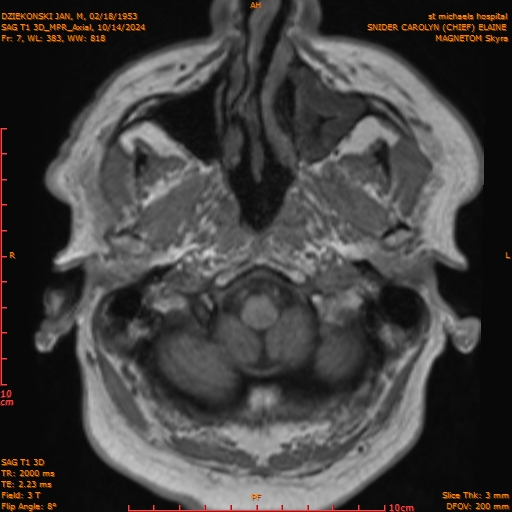 AH
DZIEKONSKI JAN, M, 02/18/1953
SAG T1 3D_MPR_Axial, 10/14/2024
Fr: 7, WL: 383, WW: 818
st michaels hospital
SNIDER CAROLYN (CHIEF) ELAINE
MAGNETOM Skyra
R
L
10
cm
SAG T1 3D
TR: 2000 ms
TE: 2.23 ms
Field: 3 T
Flip Angle: 8°
PF
10cm
Slice Thk: 3 mm
DFOV: 200 mm